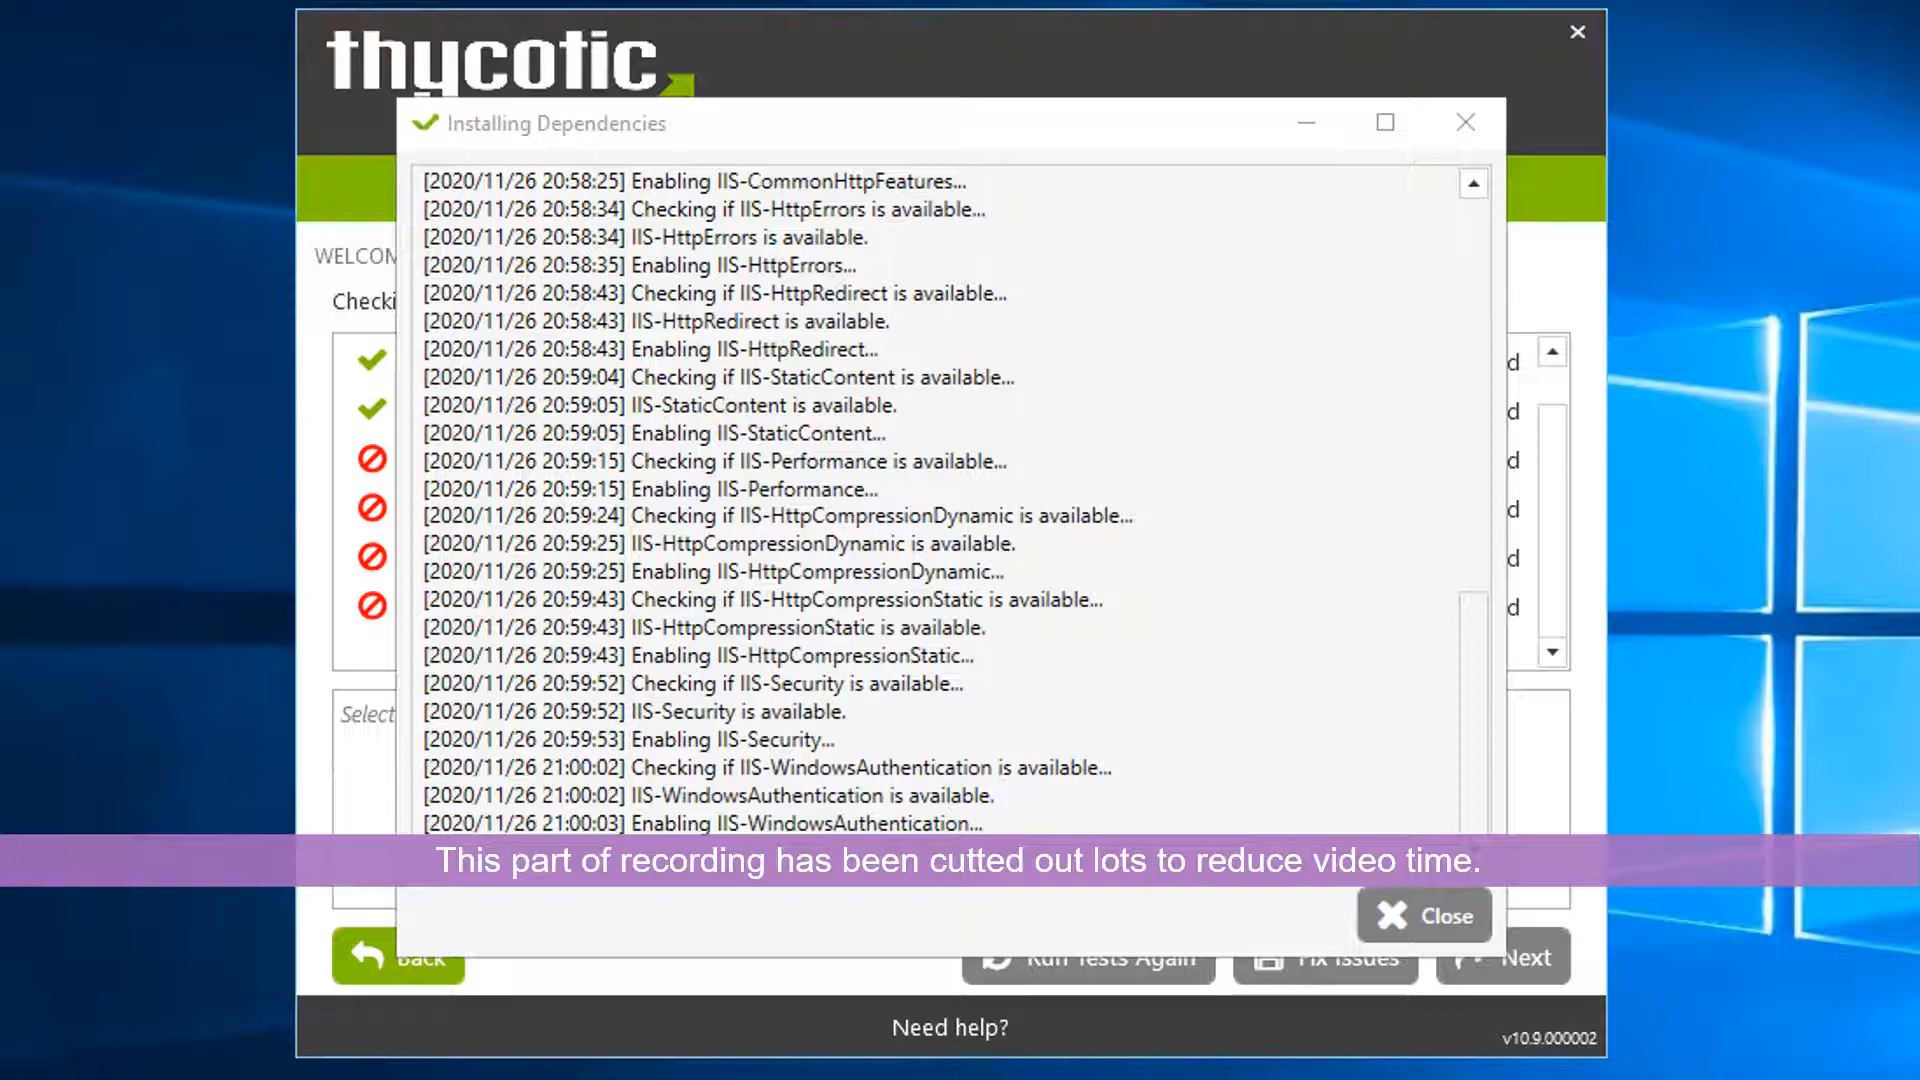 thycotic
Installing Dependencies
[2020/11/26 20:58:25] Enabling IIS-CommonHttpFeatures...
[2020/11/26 20:58:34] Checking if IIS-HttpErrors is available...
[2020/11/26 20:58:34] IIS-HttpErrors is available.
[2020/11/26 20:58:35] Enabling IIS-HttpErrors...
[2020/11/26 20:58:43] Checking if IIS-HttpRedirect is available...
[2020/11/26 20:58:43] IIS-HttpRedirect is available.
[2020/11/26 20:58:43] Enabling IIS-HttpRedirect...
[2020/11/26 20:59:04] Checking if IIS-StaticContent is available...
[2020/11/26 20:59:05] IIS-StaticContent is available.
[2020/11/26 20:59:05] Enabling IIS-StaticContent...
[2020/11/26 20:59:15] Checking if IIS-Performance is available...
[2020/11/26 20:59:15] Enabling IIS-Performance...
[2020/11/26 20:59:24] Checking if IIS-HttpCompressionDynamic is available...
[2020/11/26 20:59:25] IIS-HttpCompressionDynamic is available.
[2020/11/26 20:59:25] Enabling IIS-HttpCompressionDynamic...
[2020/11/26 20:59:43] Checking if IIS-HttpCompressionStatic is available...
[2020/11/26 20:59:43] IIS-HttpCompressionStatic is available.
[2020/11/26 20:59:43] Enabling IIS-HttpCompressionStatic...
[2020/11/26 20:59:52] Checking if IIS-Security is available...
[2020/11/26 20:59:52] IIS-Security is available.
[2020/11/26 20:59:53] Enabling IIS-Security...
[2020/11/26 21:00:02] Checking if IIS-WindowsAuthentication is available...
[2020/11/26 21:00:02] IIS-WindowsAuthentication is available.
[2020/11/26 21:00:03] Enabling IIS-WindowsAuthentication...
WELCOM
Checki
d
d
d
d
d
d
Select
This part of recording has been cutted out lots to reduce video time.
Close
Back
Run Tests Again
Fix Issues
Next
Need help?
v10.9.000002